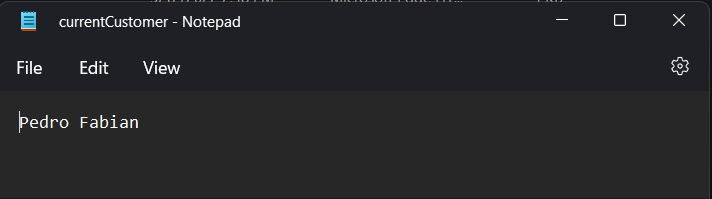 currentCustomer - Notepad
File Edit View
Pedro Fabian